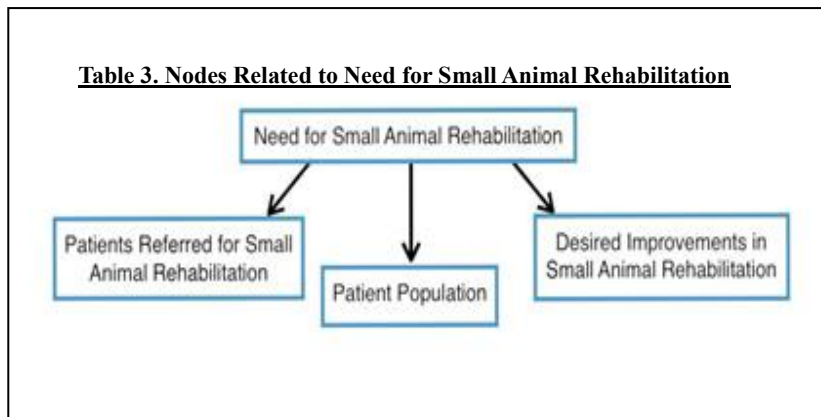 Table 3. Nodes Related to Need for Small Animal Rehabilitation
Need for Small Animal Rehabilitation
Patients Referred for Small
Animal Rehabilitation
Patient Population
Desired Improvements in
Small Animal Rehabilitation